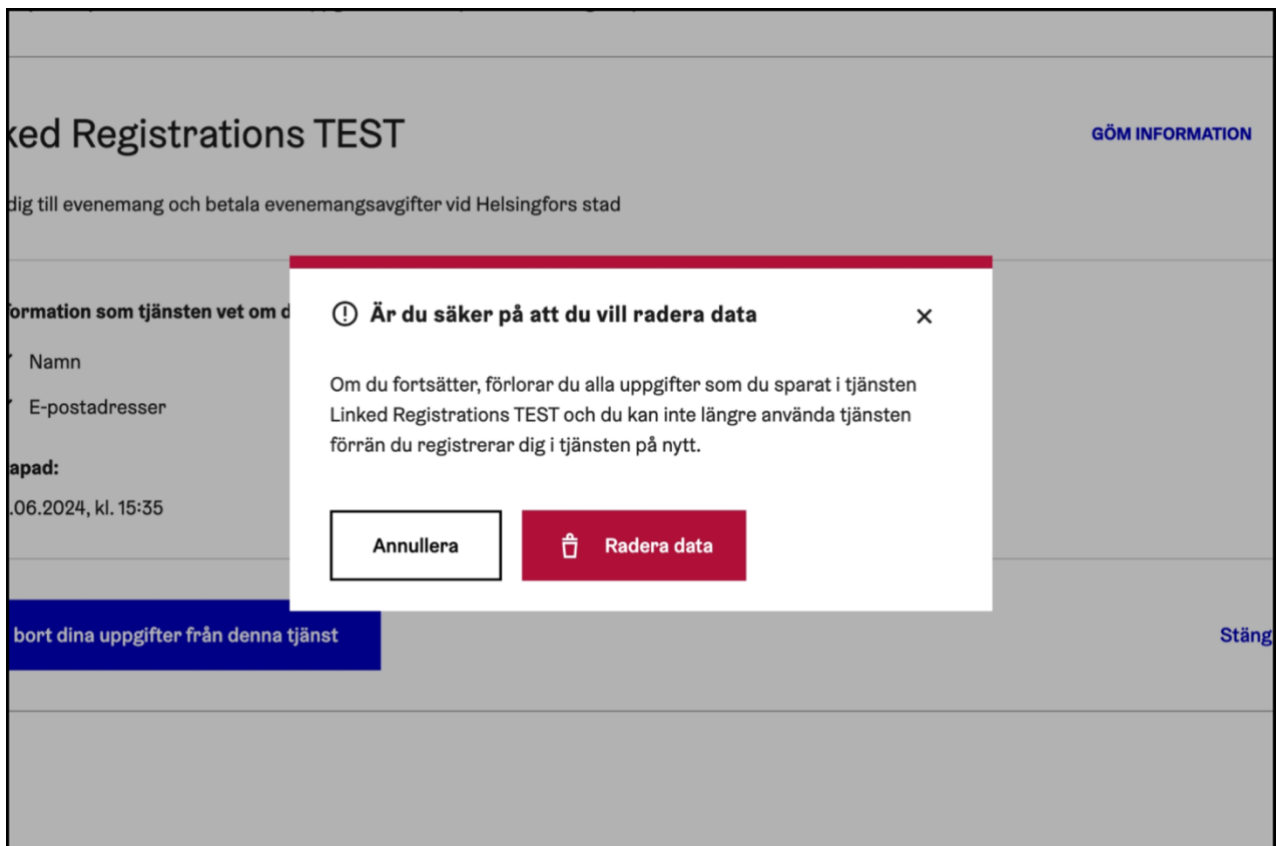 ked Registrations TEST
GÖM INFORMATION
dig till evenemang och betala evenemangsavgifter vid Helsingfors stad
ormation som tjänsten vet om d
Är du säker på att du vill radera data
Namn
Om du fortsätter, förlorar du alla uppgifter som du sparat i tjänsten
E-postadresser
Linked Registrations TEST och du kan inte längre använda tjänsten
förrän du registrerar dig i tjänsten på nytt.
apad:
.06.2024, kl. 15:35
Annullera
Radera data
bort dina uppgifter från denna tjänst
Stäng